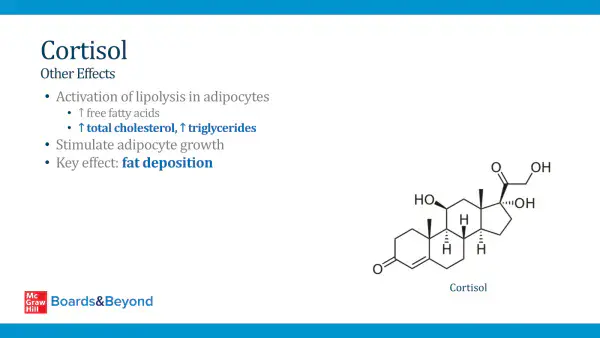 Cortisol
Other Effects
• Activation of lipolysis in adipocytes
• ↑free fatty acids
• ↑total cholesterol, ↑triglycerides
• Stimulate adipocyte growth
• Key effect: fat deposition
O
OH
HO
OH
H
H
H
O
Cortisol
Mc
Graw
Hill
Boards&Beyond